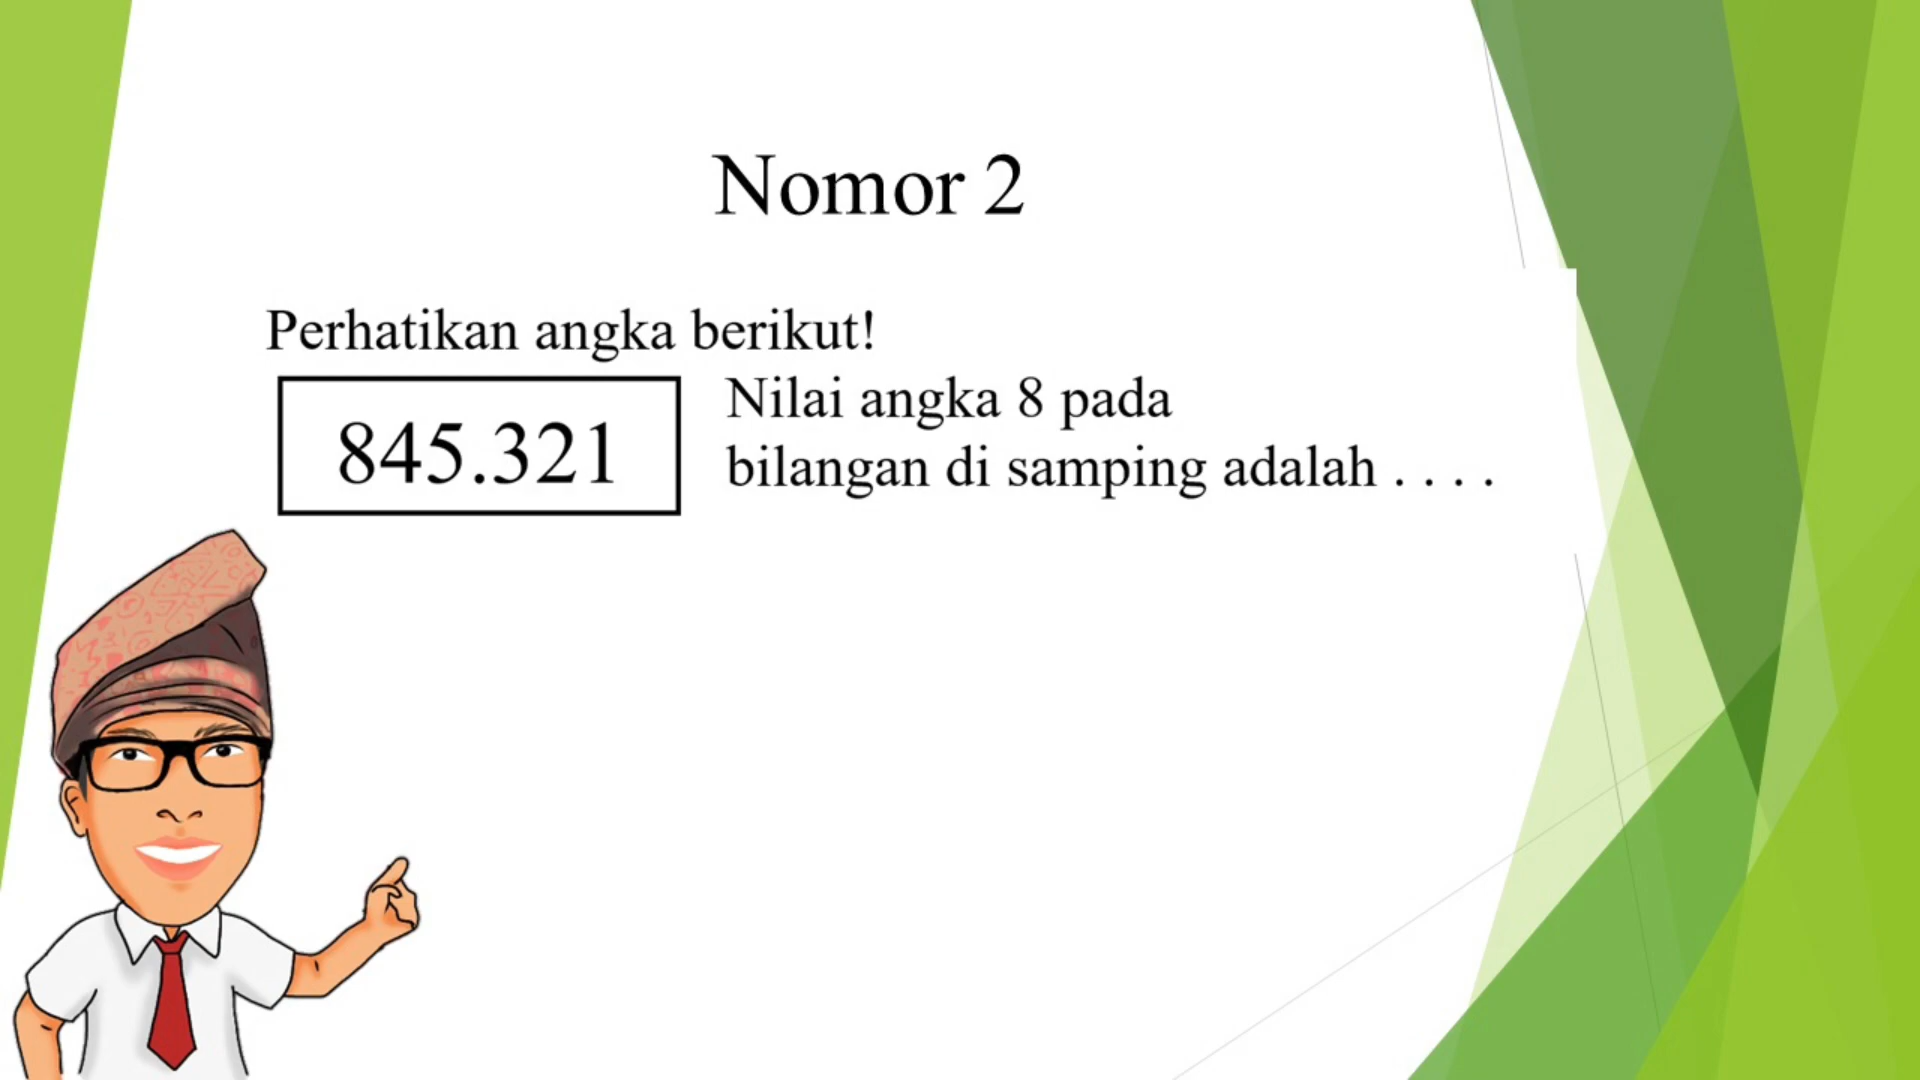 Nomor 2
Perhatikan angka berikut!
845.321
Nilai angka 8 pada
bilangan di samping adalah . . . .